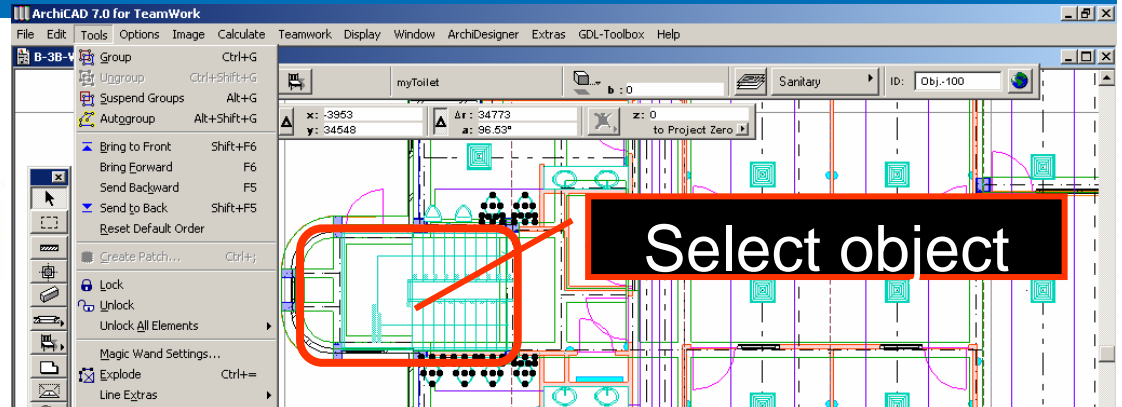 ArchiCAD 7.0 for TeamWork
File Edit Tools Options Image Calculate Teamwork Display Window ArchiDesigner Extras GDL-Toolbox Help
B-3B-
Group Ctrl+G
Ungroup Ctrl+Shift+G
Suspend Groups Alt+G
Autogroup Alt+Shift+G
Bring to Front Shift+F6
Bring Forward F6
Send Backward F5
Send to Back Shift+F5
Reset Default Order
Create Patch... Ctrl+;
Lock
Unlock
Unlock All Elements
Magic Wand Settings...
Explode Ctrl+=
Line Extras
myToilet
b : 0
Sanitary
ID: Obj.-100
x: -3953
y: 34548
Δr: 34773
a: 96.53°
z: 0
to Project Zero
Select object